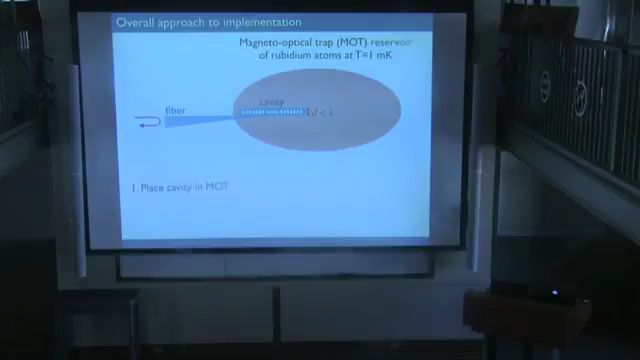 Overall approach to implementation
Magneto-optical trap (MOT) reservoir
of rubidium atoms at T=1 mK
cavity
fiber
1. Place cavity in MOT